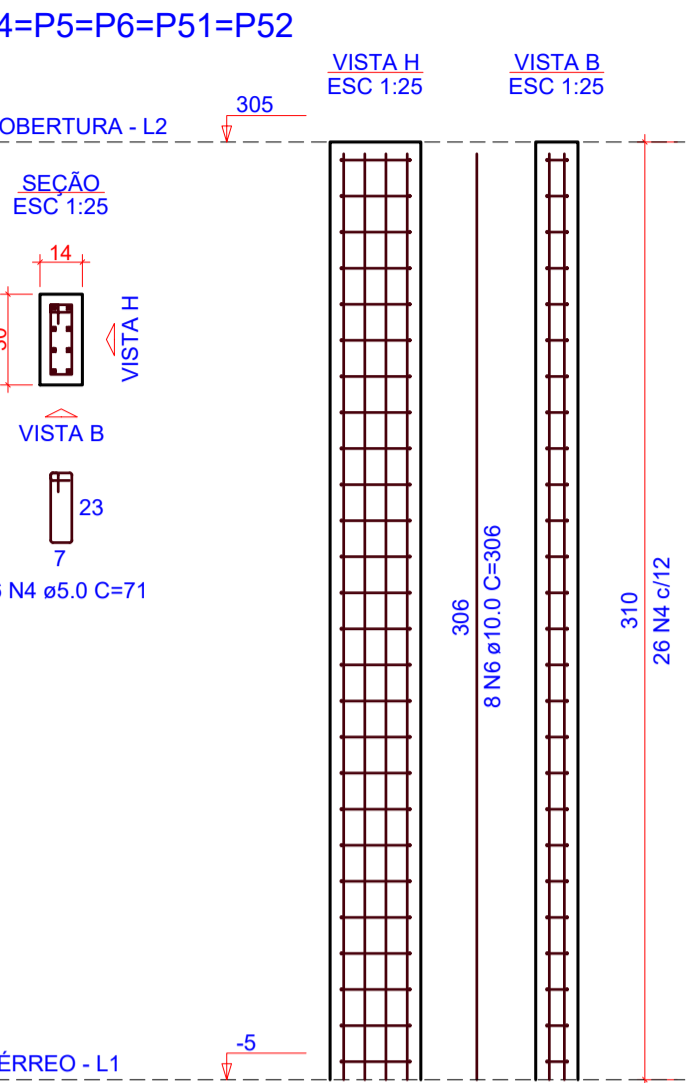 4=P5=P6=P51=P52
VISTA H
ESC 1:25
VISTA B
ESC 1:25
305
OBERTURA - L2
SEÇÃO
ESC 1:25
14
VISTA H
VISTA B
23
7
N4 ø5.0 C=71
306
8 N6 ø10.0 C=306
310
26 N4 c/12
-5
ÉRREO - L1